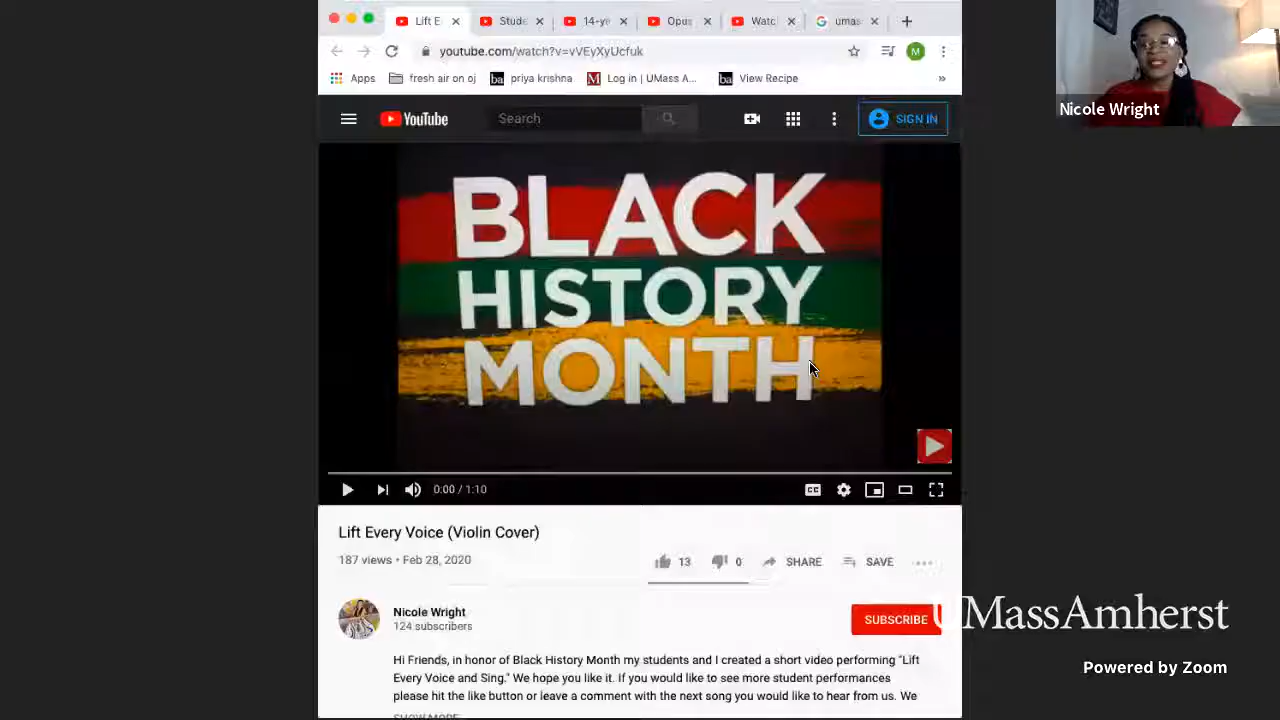 Lift E
Stude
14-ye
Opus
Watc
umas
youtube.com/watch?v=vVEyXyUcfuk
M
Apps
fresh air on oj
ba priya krishna
M Log in | UMass A...
ba View Recipe
»
YouTube
Search
SIGN IN
BLACK
HISTORY
MONTH
0:00 / 1:10
CC
Lift Every Voice (Violin Cover)
187 views • Feb 28, 2020
13
0
SHARE
SAVE
Nicole Wright
124 subscribers
SUBSCRIBE
Hi Friends, in honor of Black History Month my students and I created a short video performing "Lift
Every Voice and Sing." We hope you like it. If you would like to see more student performances
please hit the like button or leave a comment with the next song you would like to hear from us. We
SHOW MORE
Nicole Wright
UMassAmherst
Powered by Zoom